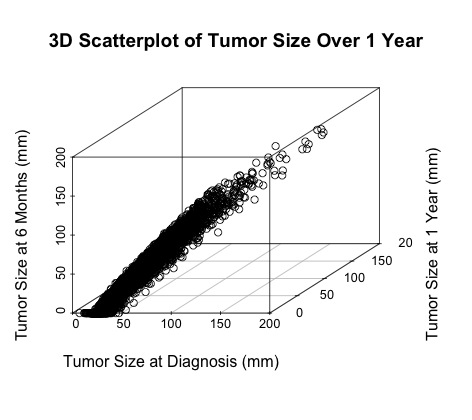 3D Scatterplot of Tumor Size Over 1 Year
Tumor Size at 6 Months (mm)
200
150
100
50
0
0 50 100 150 200
Tumor Size at Diagnosis (mm)
0
50
100
150
20
Tumor Size at 1 Year (mm)